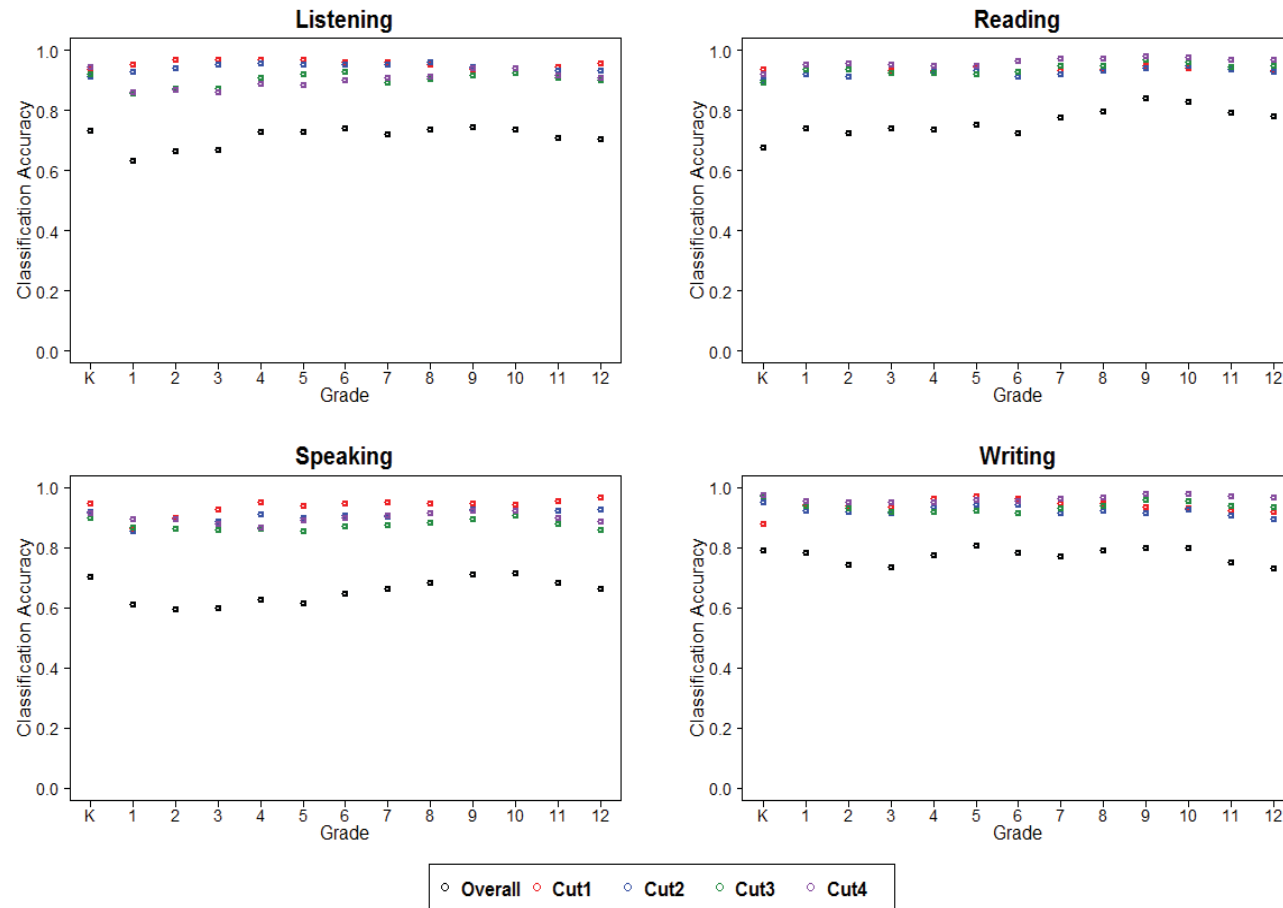 Listening
Classification Accuracy
1.0
0.8
0.6
0.4
0.2
0.0
K 1 2 3 4 5 6 7 8 9 10 11 12
Grade
Reading
Classification Accuracy
1.0
0.8
0.6
0.4
0.2
0.0
K 1 2 3 4 5 6 7 8 9 10 11 12
Grade
Speaking
Classification Accuracy
1.0
0.8
0.6
0.4
0.2
0.0
K 1 2 3 4 5 6 7 8 9 10 11 12
Grade
Writing
Classification Accuracy
1.0
0.8
0.6
0.4
0.2
0.0
K 1 2 3 4 5 6 7 8 9 10 11 12
Grade
Overall Cut1 Cut2 Cut3 Cut4